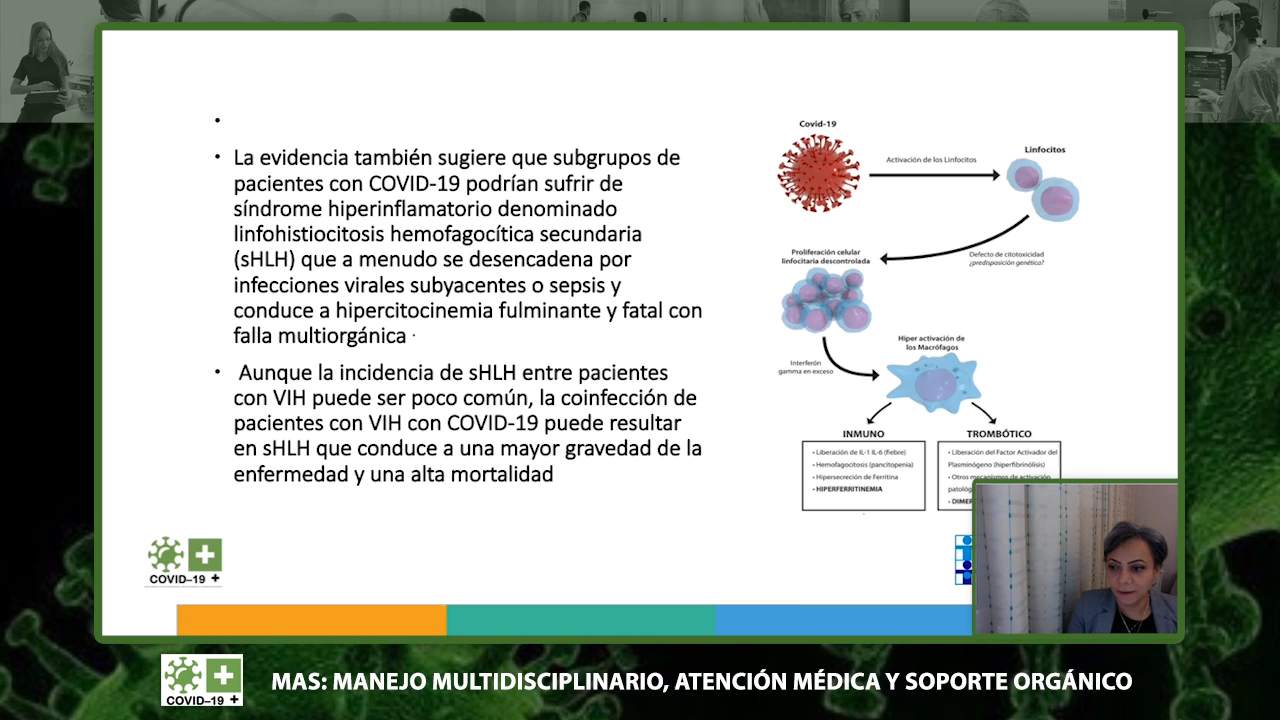 • La evidencia también sugiere que subgrupos de
pacientes con COVID-19 podrían sufrir de
síndrome hiperinflamatorio denominado
linfohistiocitosis hemofagocítica secundaria
(sHLH) que a menudo se desencadena por
infecciones virales subyacentes o sepsis y
conduce a hipercitocinemia fulminante y fatal con
falla multiorgánica
• Aunque la incidencia de sHLH entre pacientes
con VIH puede ser poco común, la coinfección de
pacientes con VIH con COVID-19 puede resultar
en sHLH que conduce a una mayor gravedad de la
enfermedad y una alta mortalidad
Covid-19
Activación de los Linfocitos
Linfocitos
Defecto de citotoxicidad
¿predisposición genética?
Proliferación celular
linfocitaria descontrolada
Interferón
gamma en exceso
Hiper activación de
los Macrófagos
INMUNO
• Liberación de IL-1 IL-6 (fiebre)
• Hemofagocitosis (pancitopenia)
• Hipersecreción de Ferritina
• HIPERFERRITINEMIA
TROMBÓTICO
• Liberación del Factor Activador del
Plasminógeno (hiperfibrinólisis)
• Otros mecanismos de activación
COVID-19 +
COVID-19 +
MAS: MANEJO MULTIDISCIPLINARIO, ATENCIÓN MÉDICA Y SOPORTE ORGÁNICO